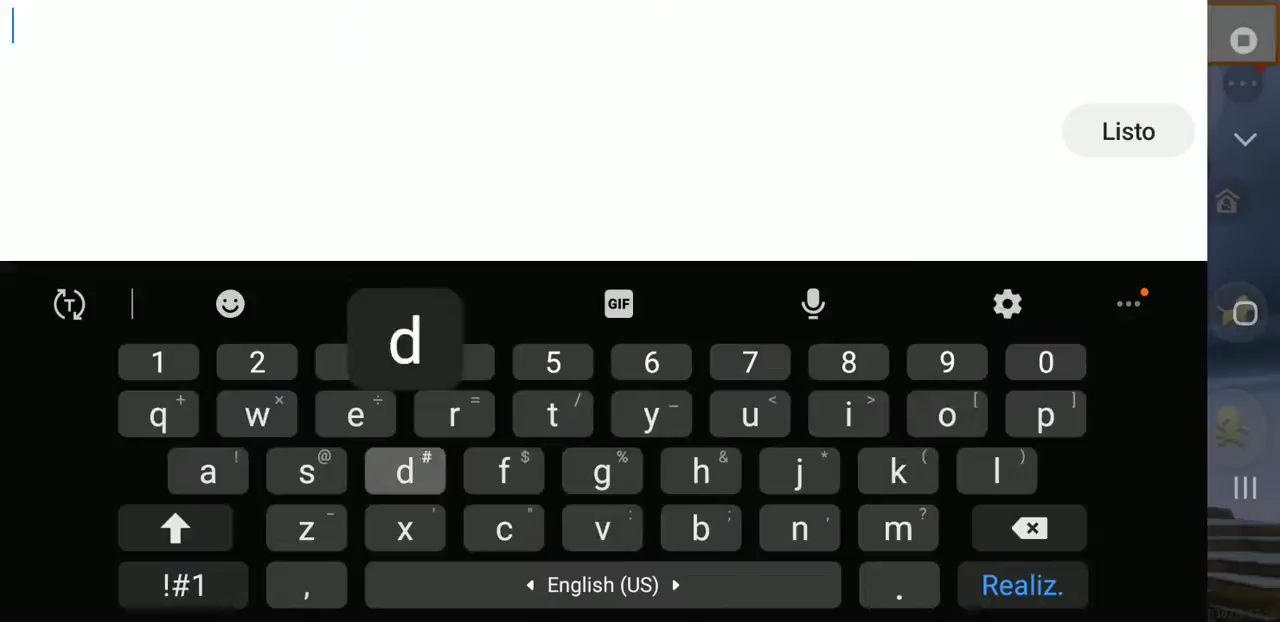 Listo
T GIF
d
1 2 5 6 7 8 9 0
q + w × e ÷ r = t / y _ u < i > o [ p ]
a ! s @ d # f $ g % h & j * k ( l )
z - x ' c " v : b ; n , m ?
!#1 , English (US) . Realiz.